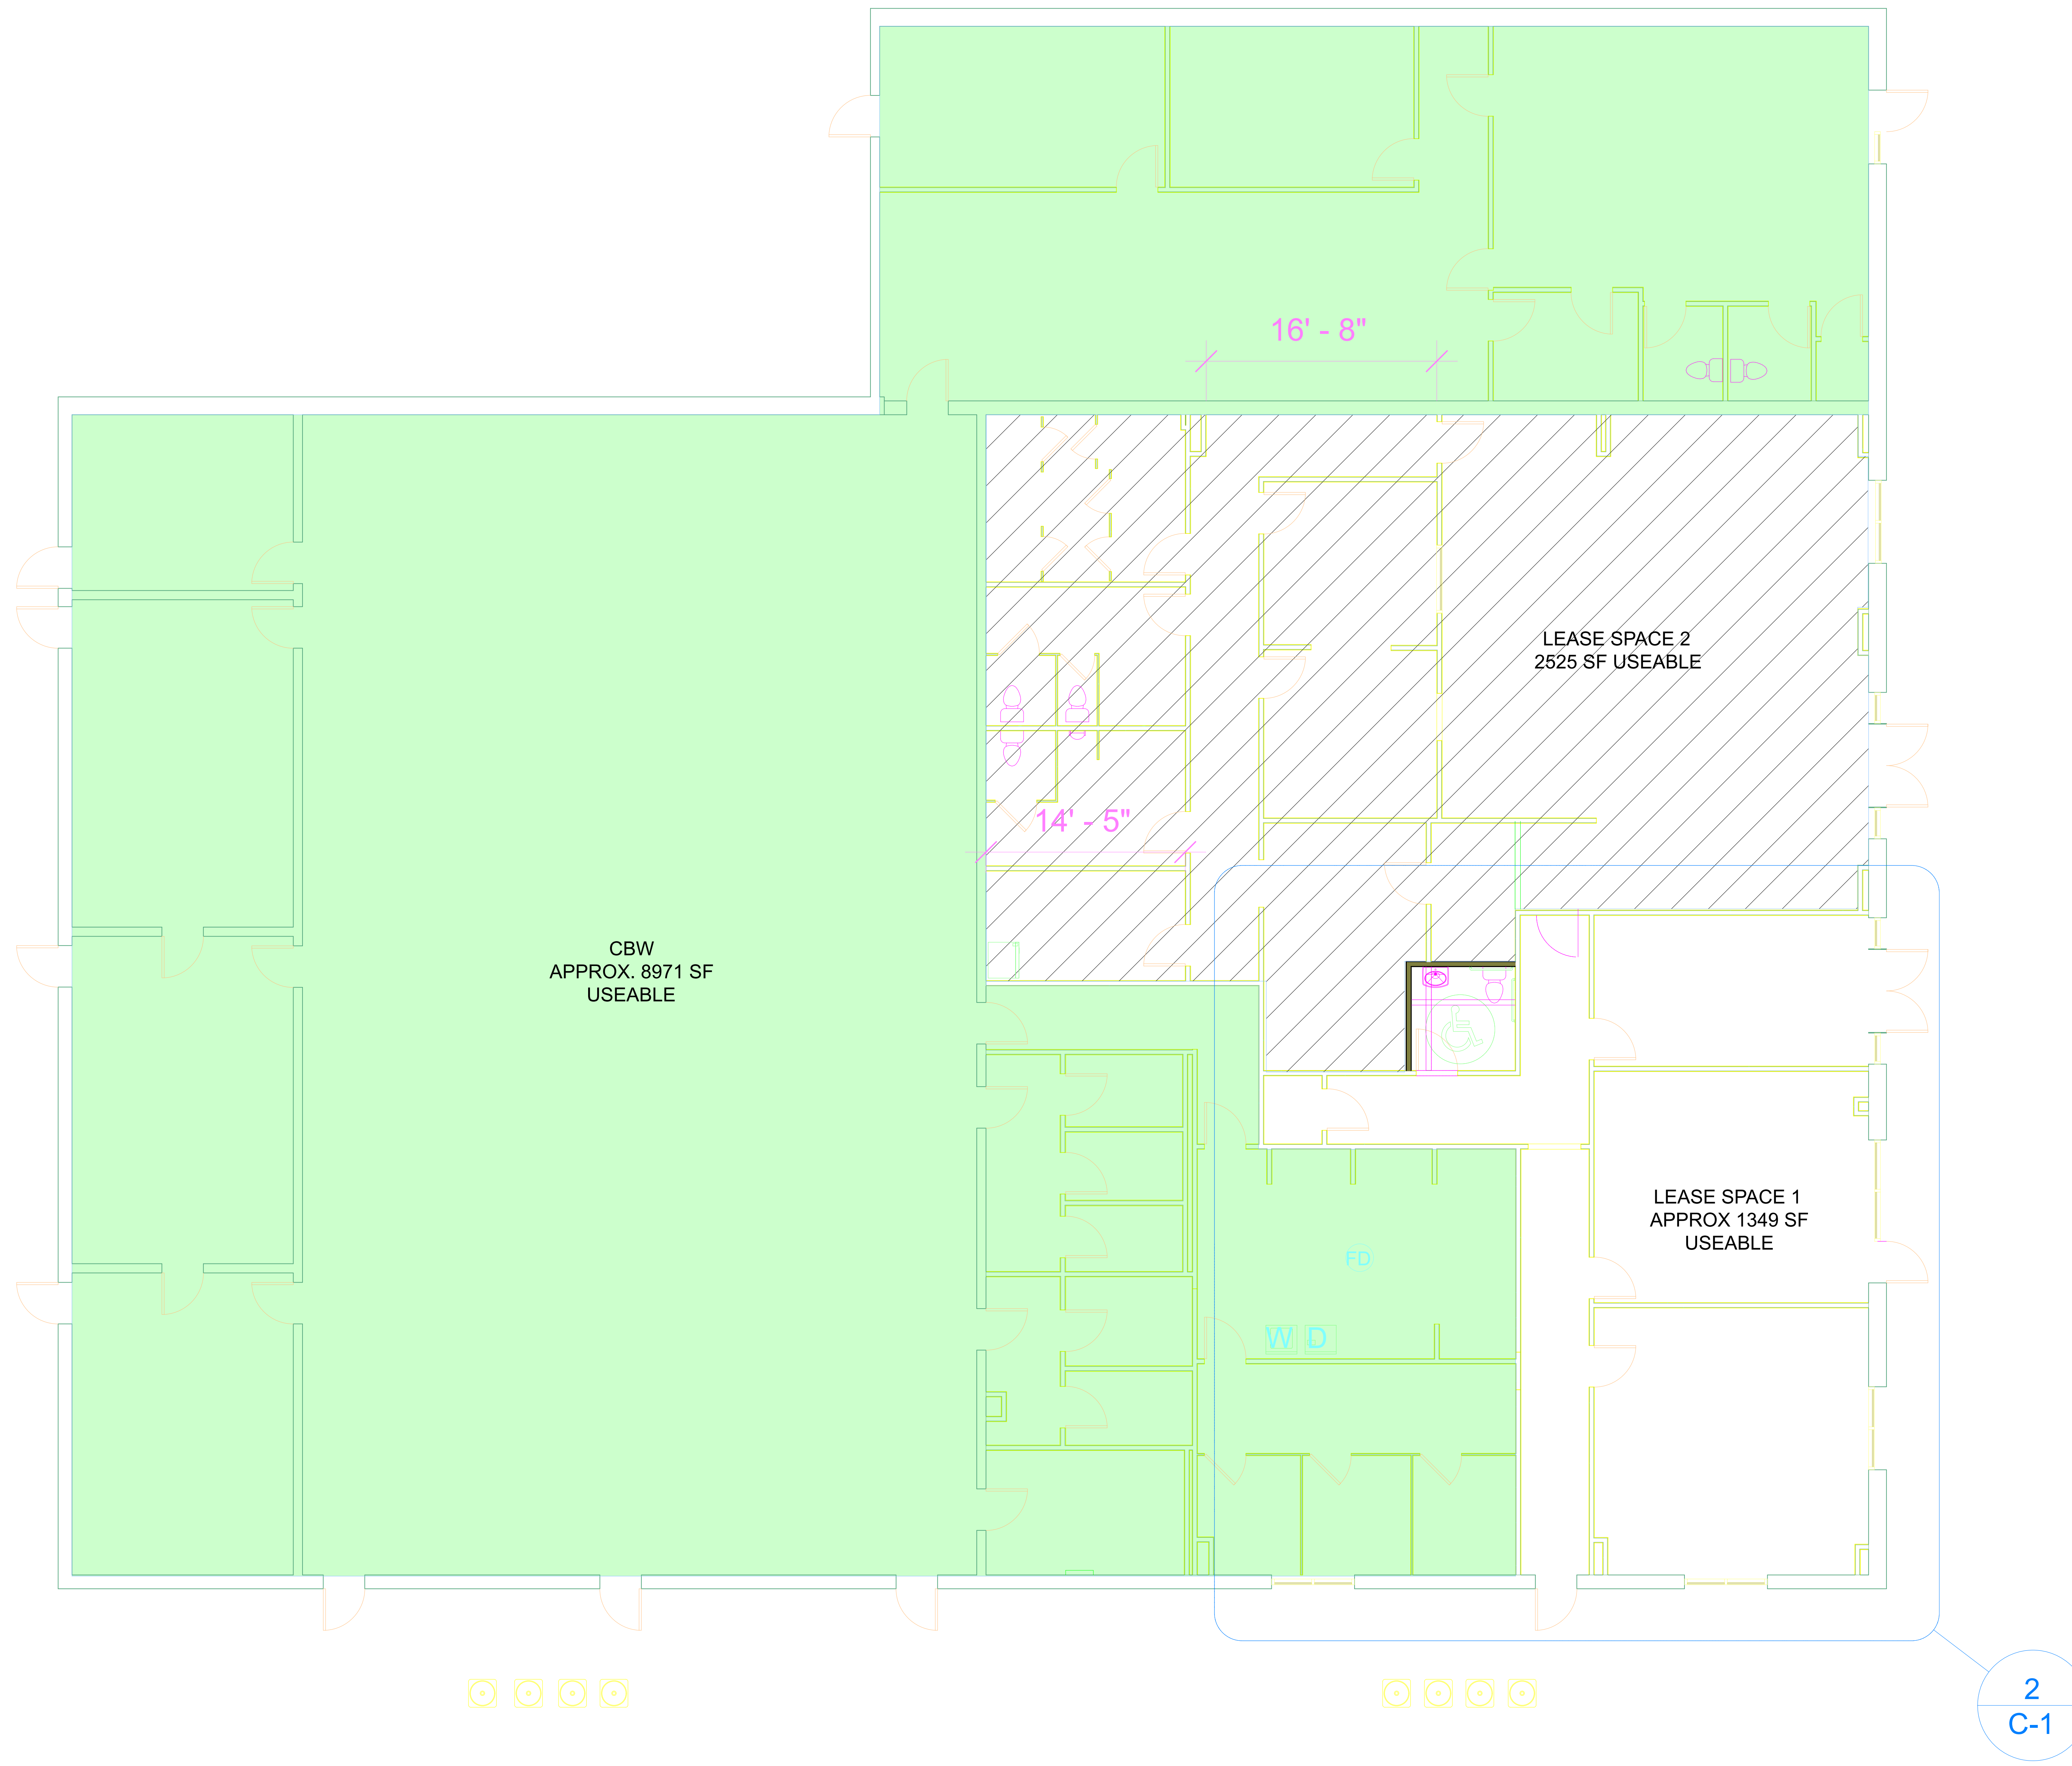 16' - 8"
LEASE SPACE 2
2525 SF USEABLE
14' - 5"
CBW
APPROX. 8971 SF
USEABLE
LEASE SPACE 1
APPROX 1349 SF
USEABLE
FD
W D
2
C-1